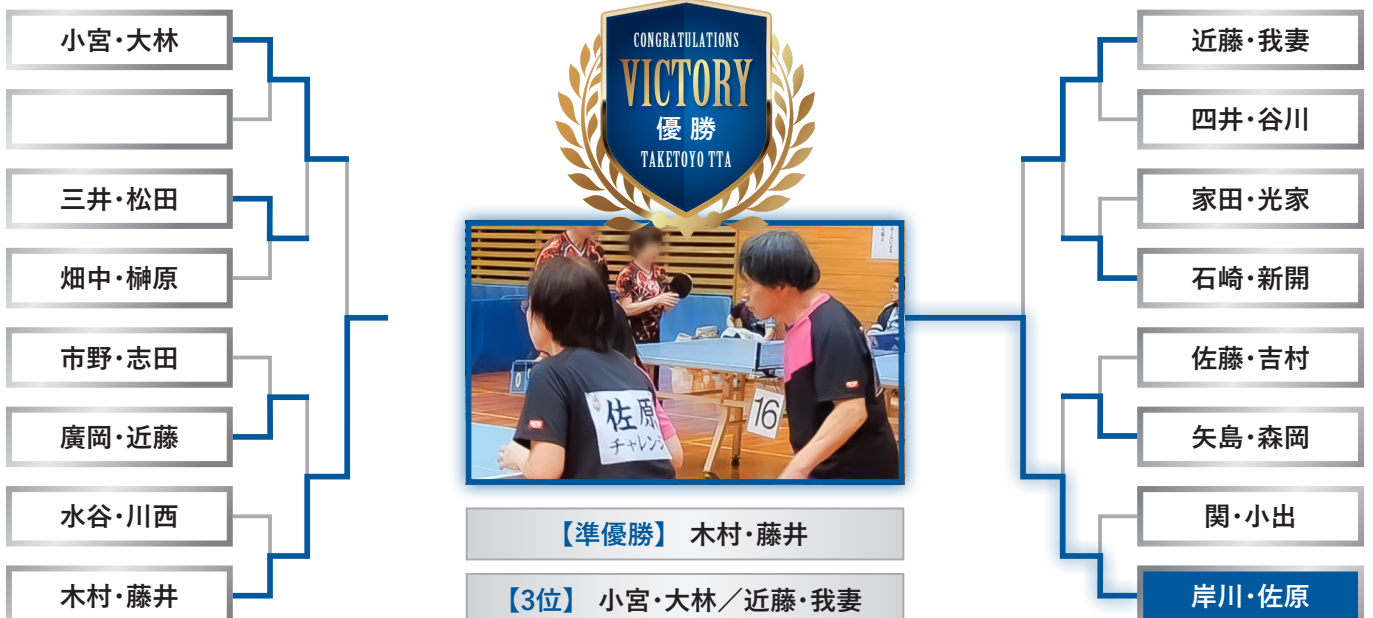 小宮・大林
三井・松田
畑中・榊原
市野・志田
廣岡・近藤
水谷・川西
木村・藤井
CONGRATULATIONS
VICTORY
優勝
TAKETOYO TTA
佐原
チャレンジ
16
0
【準優勝】 木村・藤井
【3位】 小宮・大林／近藤・我妻
近藤・我妻
四井・谷川
家田・光家
石崎・新開
佐藤・吉村
矢島・森岡
関・小出
岸川・佐原